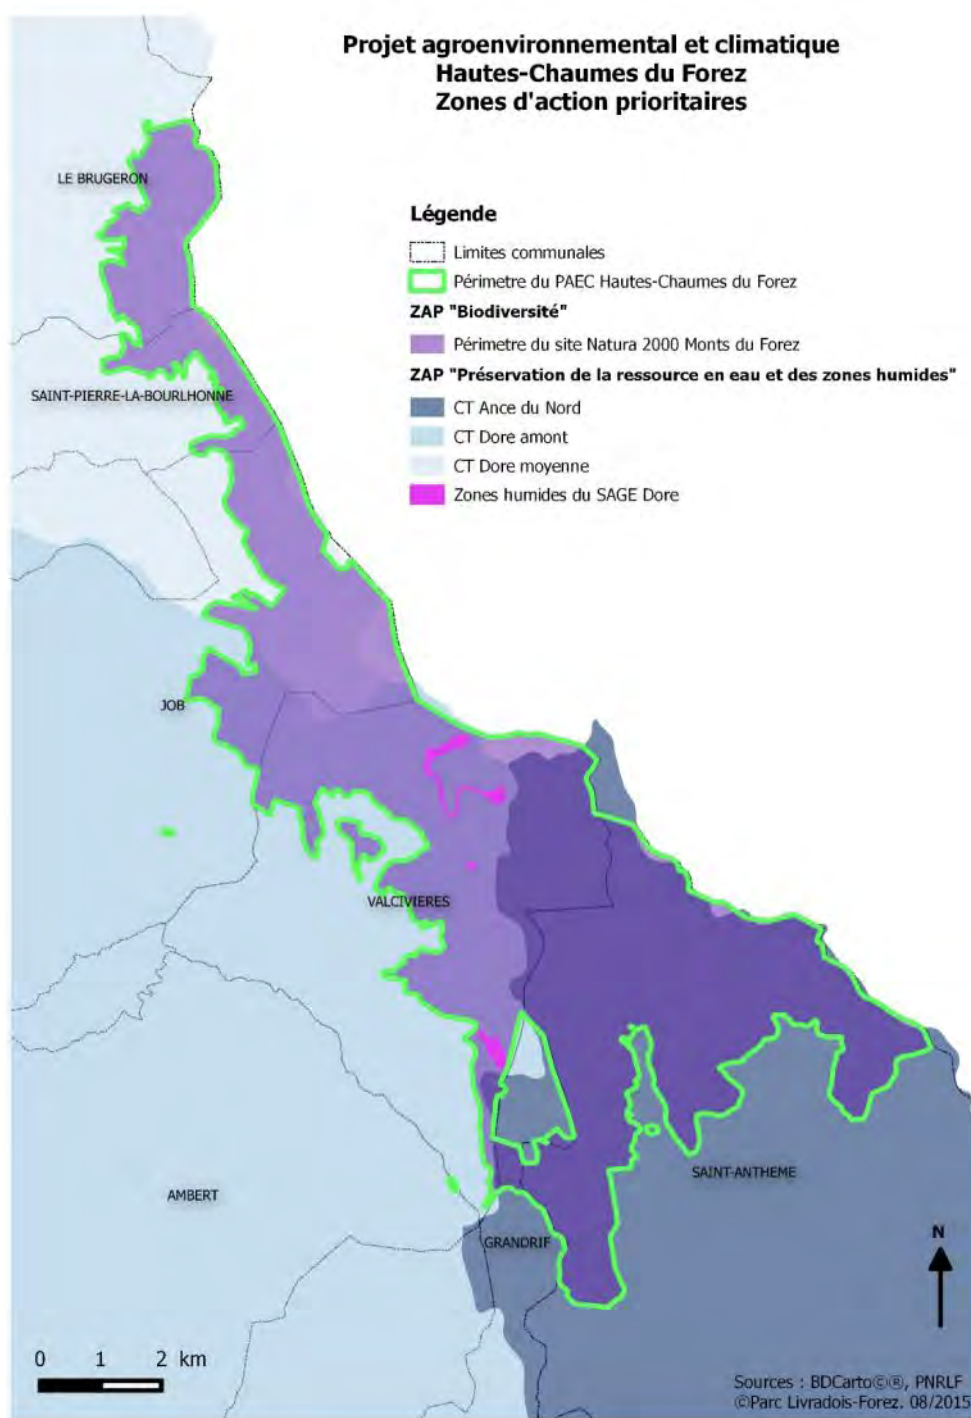 Projet agroenvironnemental et climatique
Hautes-Chaumes du Forez
Zones d'action prioritaires
LE BRUGERON
Légende
Limites communales
Périmetre du PAEC Hautes-Chaumes du Forez
ZAP "Biodiversité"
Périmetre du site Natura 2000 Monts du Forez
ZAP "Préservation de la ressource en eau et des zones humides"
SAINT-PIERRE-LA-BOURLHONNE
CT Ance du Nord
CT Dore amont
CT Dore moyenne
Zones humides du SAGE Dore
JOB
VALCIVIERES
SAINT-ANTHEME
AMBERT
GRANDRIF
N
0 1 2 km
Sources : BDCarto©®, PNRLF
©Parc Livradois-Forez. 08/2015